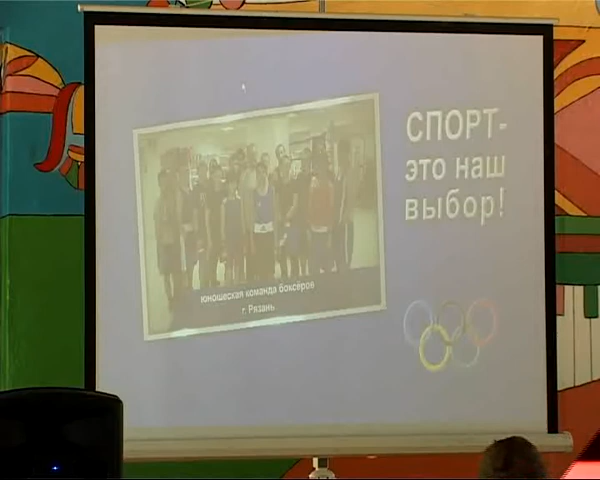 СПОРТ-
это наш
выбор!
юношеская команда боксёров
г. Рязань